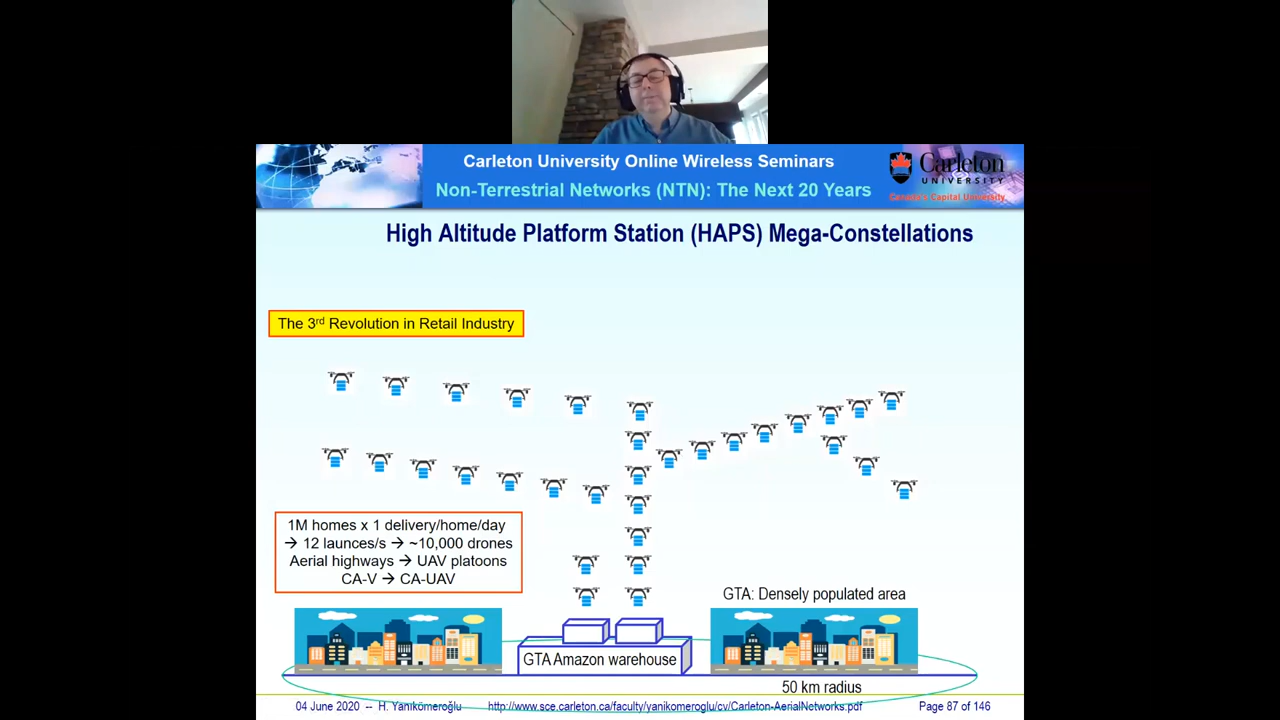 Carleton University Online Wireless Seminars
Non-Terrestrial Networks (NTN): The Next 20 Years
Carleton
UNIVERSITY
Canada's Capital University
High Altitude Platform Station (HAPS) Mega-Constellations
The 3rd Revolution in Retail Industry
1M homes x 1 delivery/home/day
→ 12 launces/s → ~10,000 drones
Aerial highways → UAV platoons
CA-V → CA-UAV
GTA: Densely populated area
GTA Amazon warehouse
50 km radius
04 June 2020 -- H. Yanıkömeroğlu http://www.sce.carleton.ca/faculty/yanikomeroglu/cv/Carleton-AerialNetworks.pdf Page 87 of 146